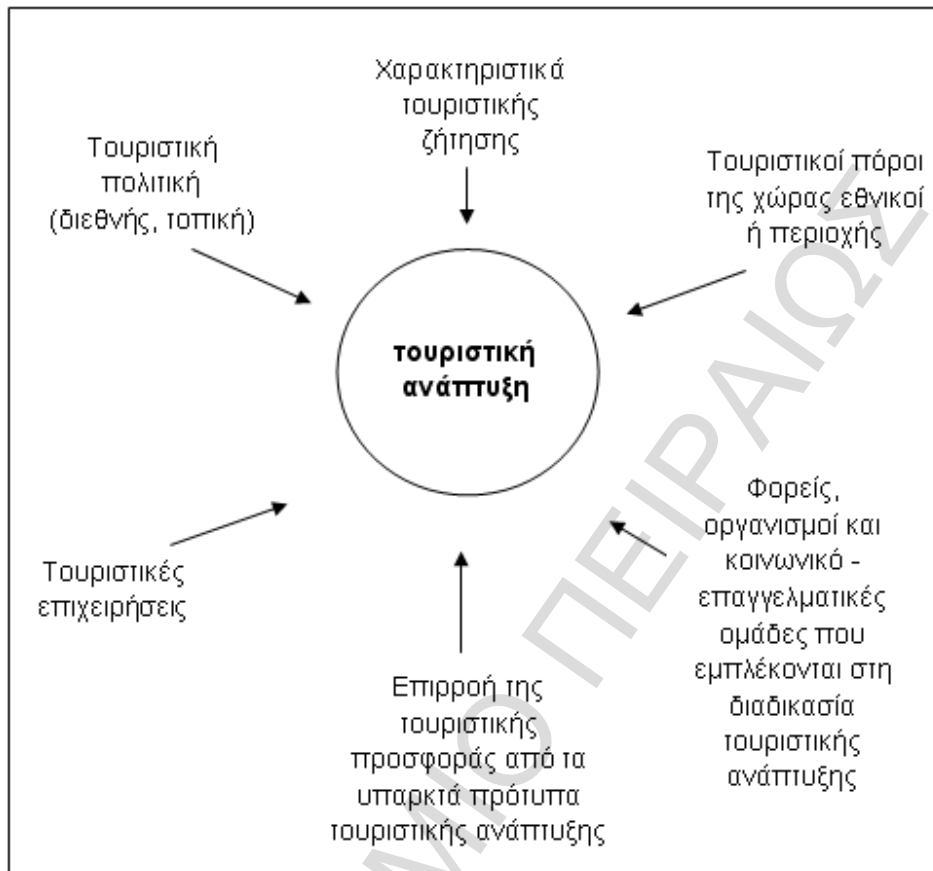 Χαρακτηριστικά
τουριστικής
ζήτησης
Τουριστική
πολιτική
(διεθνής, τοπική)
Τουριστικοί πόροι
της χώρας εθνικοί
ή περιοχής
τουριστική
ανάπτυξη
Τουριστικές
επιχειρήσεις
Φορείς,
οργανισμοί και
κοινωνικό -
επαγγελματικές
ομάδες που
εμπλέκονται στη
διαδικασία
τουριστικής
ανάπτυξης
Επιρροή της
τουριστικής
προσφοράς από τα
υπαρκτά πρότυπα
τουριστικής ανάπτυξης
ΜΙΟ ΠΕΙΡΑΙΩΣ